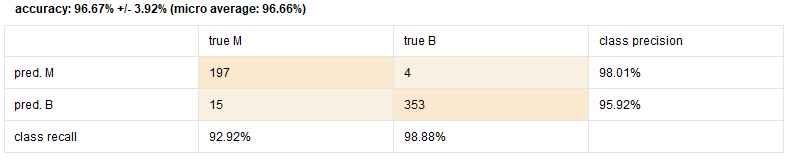 accuracy: 96.67% +/- 3.92% (micro average: 96.66%)
true M true B class precision
pred. M 197 4 98.01%
pred. B 15 353 95.92%
class recall 92.92% 98.88%